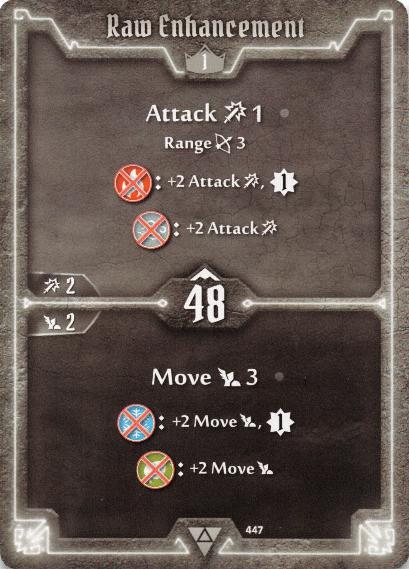 Raw Enhancement
1
Attack 1
Range 3
: +2 Attack, 1
: +2 Attack
2
48
2
Move 3
: +2 Move, 1
: +2 Move
447